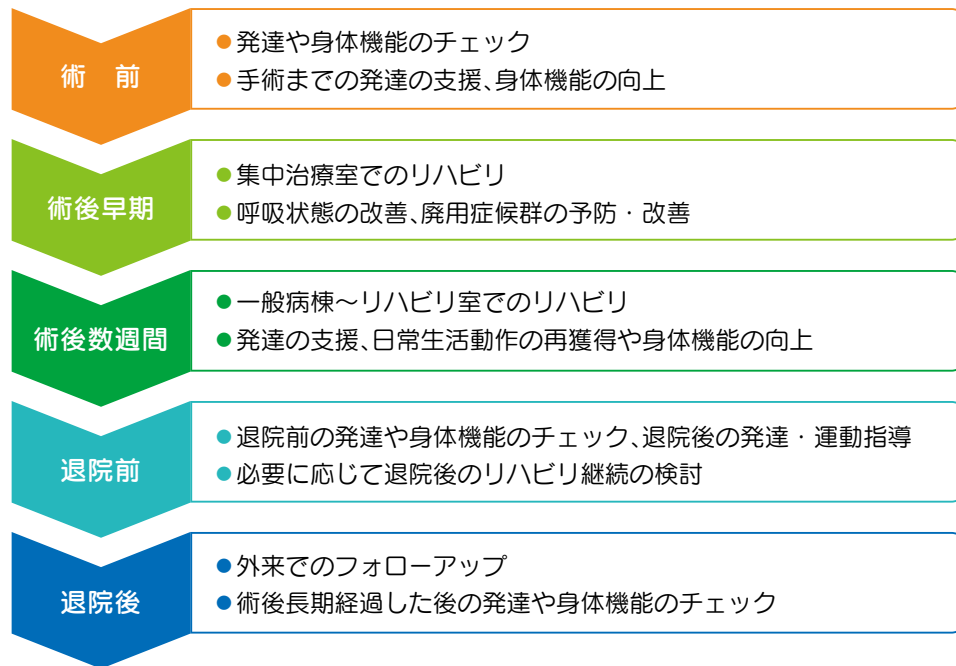 術　前
●発達や身体機能のチェック
●手術までの発達の支援、身体機能の向上
術後早期
●集中治療室でのリハビリ
●呼吸状態の改善、廃用症候群の予防・改善
術後数週間
●一般病棟～リハビリ室でのリハビリ
●発達の支援、日常生活動作の再獲得や身体機能の向上
退院前
●退院前の発達や身体機能のチェック、退院後の発達・運動指導
●必要に応じて退院後のリハビリ継続の検討
退院後
●外来でのフォローアップ
●術後長期経過した後の発達や身体機能のチェック